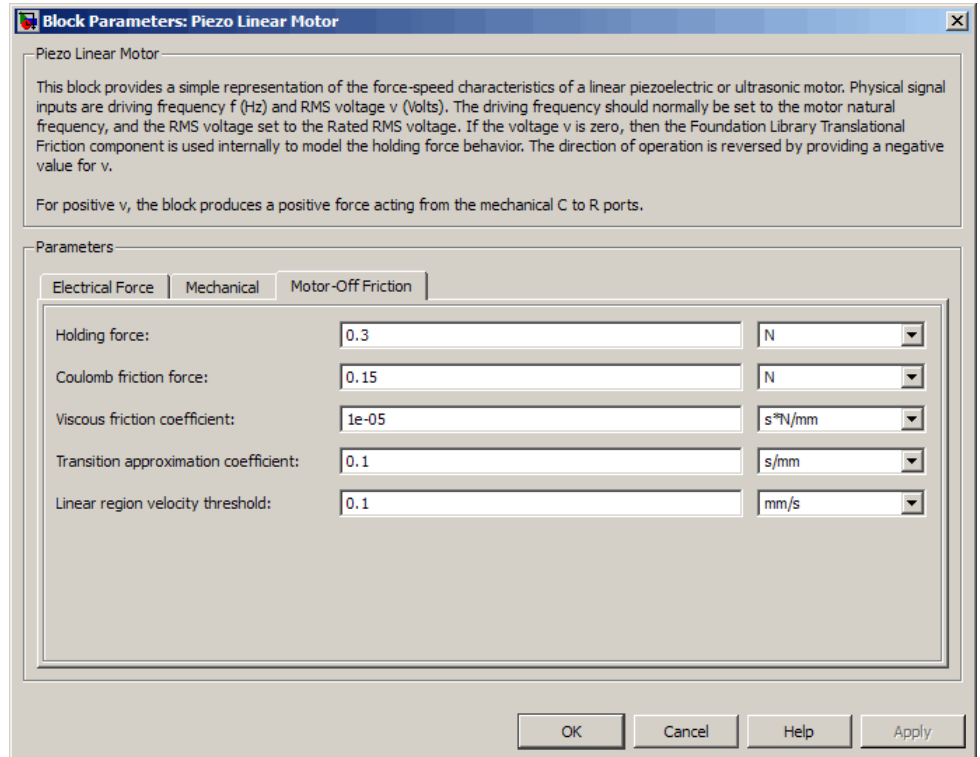 Block Parameters: Piezo Linear Motor
Piezo Linear Motor
This block provides a simple representation of the force-speed characteristics of a linear piezoelectric or ultrasonic motor. Physical signal
inputs are driving frequency f (Hz) and RMS voltage v (Volts). The driving frequency should normally be set to the motor natural
frequency, and the RMS voltage set to the Rated RMS voltage. If the voltage v is zero, then the Foundation Library Translational
Friction component is used internally to model the holding force behavior. The direction of operation is reversed by providing a negative
value for v.
For positive v, the block produces a positive force acting from the mechanical C to R ports.
Parameters
Electrical Force Mechanical Motor-Off Friction
Holding force: 0.3 N
Coulomb friction force: 0.15 N
Viscous friction coefficient: 1e-05 s*N/mm
Transition approximation coefficient: 0.1 s/mm
Linear region velocity threshold: 0.1 mm/s
OK Cancel Help Apply